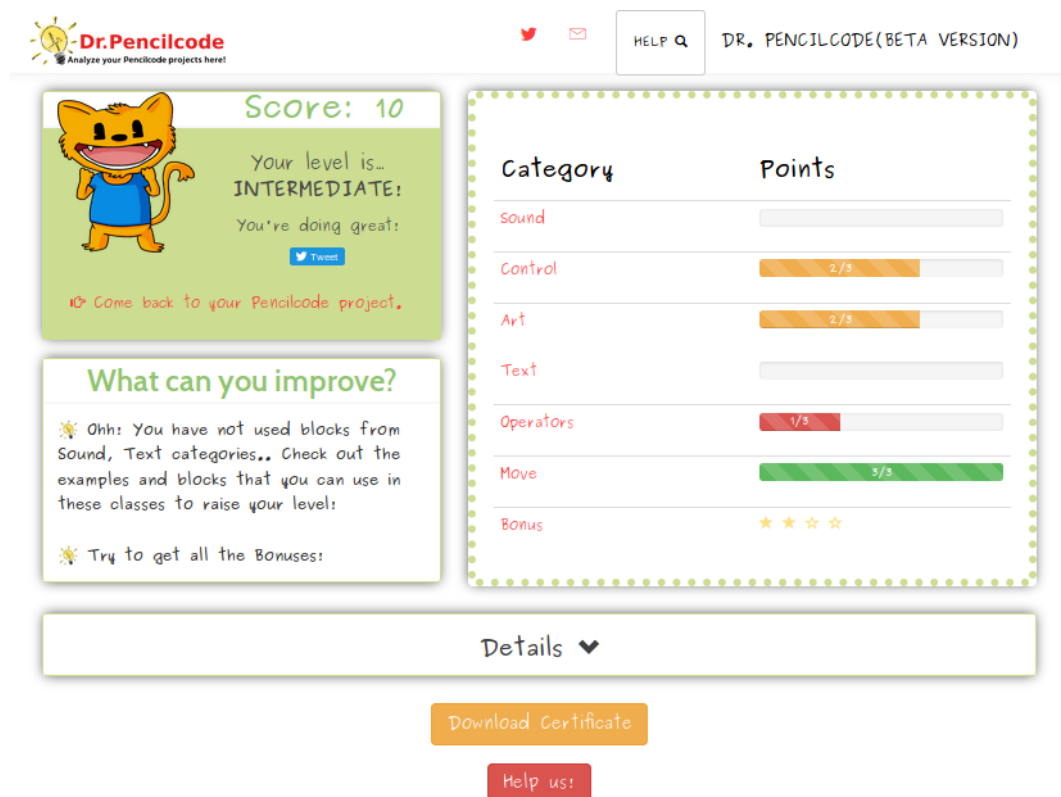 Dr.Pencilcode
Analyze your Pencilcode projects here!
HELP
DR. PENCILCODE(BETA VERSION)
Score: 10
Your level is…
INTERMEDIATE!
You're doing great!
Tweet
Come back to your Pencilcode project.
What can you improve?
Ohh! You have not used blocks from
Sound, Text categories.. Check out the
examples and blocks that you can use in
these classes to raise your level!
Try to get all the Bonuses!
Category Points
Sound
Control 2/3
Art 2/3
Text
Operators 1/3
Move 3/3
Bonus
Details
Download Certificate
Help us!